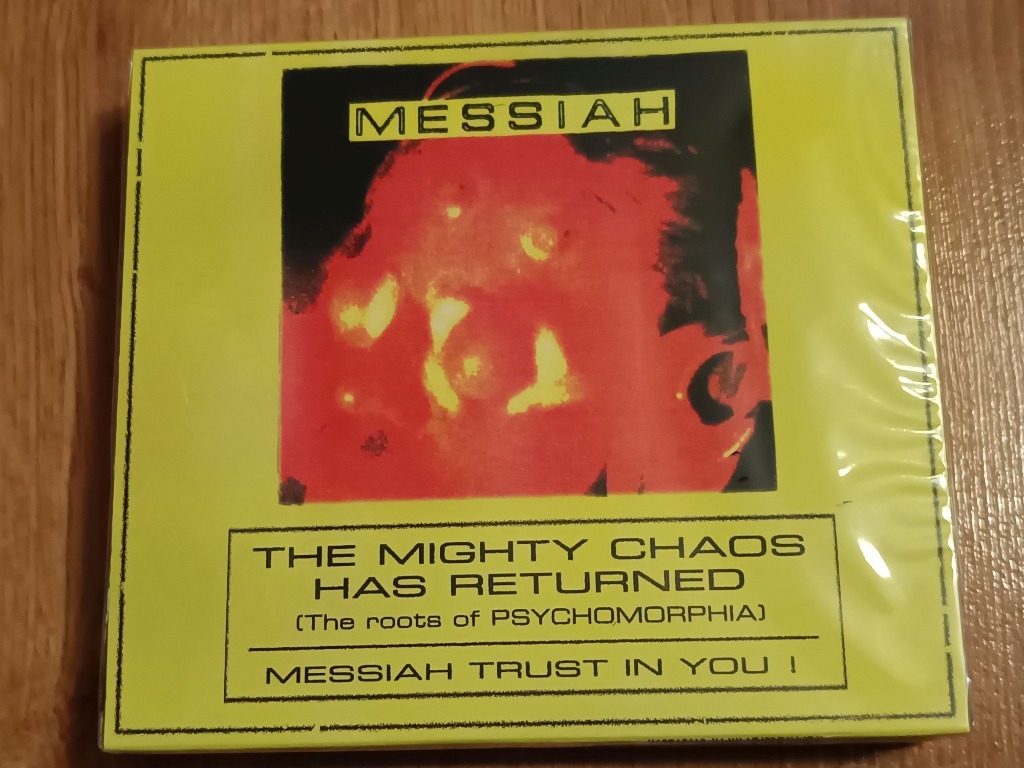 MESSIAH
THE MIGHTY CHAOS
HAS RETURNED
(The roots of PSYCHOMORPHIA)
MESSIAH TRUST IN YOU !